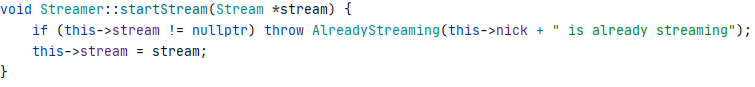 void Streamer::startStream(Stream *stream) {
    if (this->stream != nullptr) throw AlreadyStreaming(this->nick + " is already streaming");
    this->stream = stream;
}